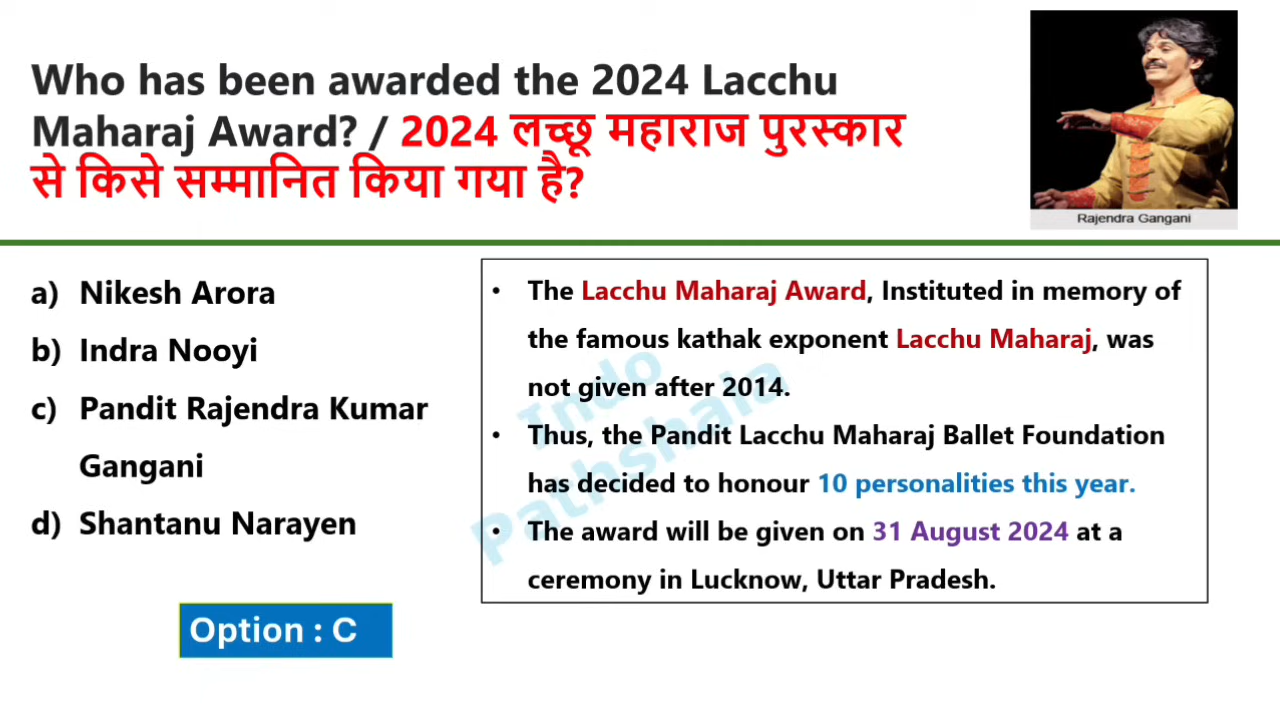 Who has been awarded the 2024 Lacchu
Maharaj Award? / 2024 लच्छू महाराज पुरस्कार
से किसे सम्मानित किया गया है?
Rajendra Gangani
a) Nikesh Arora
b) Indra Nooyi
c) Pandit Rajendra Kumar
Gangani
d) Shantanu Narayen
Option : C
• The Lacchu Maharaj Award, Instituted in memory of
the famous kathak exponent Lacchu Maharaj, was
not given after 2014.
• Thus, the Pandit Lacchu Maharaj Ballet Foundation
has decided to honour 10 personalities this year.
• The award will be given on 31 August 2024 at a
ceremony in Lucknow, Uttar Pradesh.
Indo
Pathshala